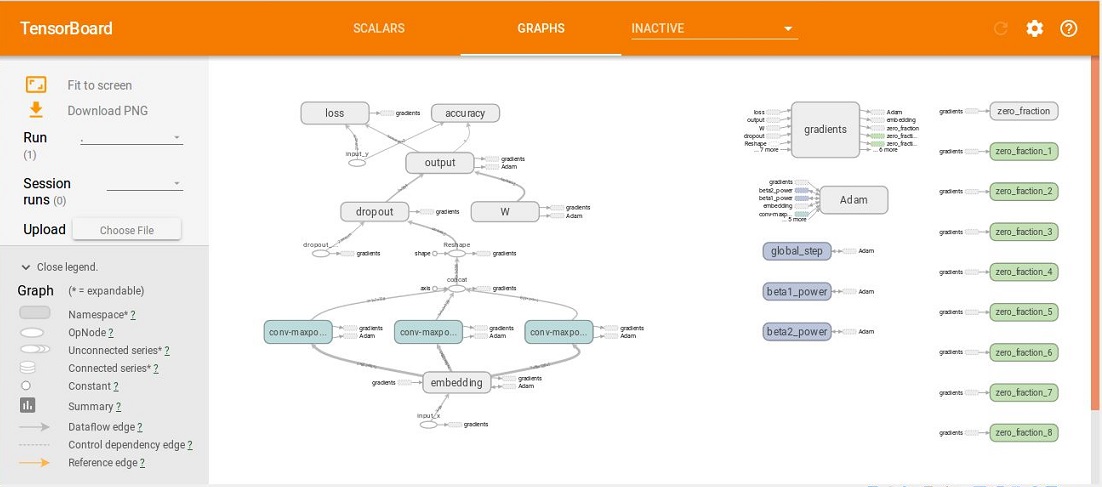 TensorBoard
SCALARS
GRAPHS
INACTIVE
Fit to screen
Download PNG
Run
(1)
Session
runs (0)
Upload
Choose File
Close legend.
Graph
(* = expandable)
Namespace* ?
OpNode ?
Unconnected series* ?
Connected series* ?
Constant ?
Summary ?
Dataflow edge ?
Control dependency edge ?
Reference edge ?
loss
gradients
accuracy
input_y
output
gradients
Adam
dropout
gradients
W
gradients
Adam
dropout_
gradients
Reshape
shape
gradients
concat
axis
gradients
conv-maxpo...
gradients
Adam
conv-maxpo...
gradients
Adam
conv-maxpo...
gradients
Adam
gradients
embedding
gradients
Adam
input_x
gradients
loss
output
W
dropout
Reshape
... 7 more
gradients
Adam
embedding
zero_fraction
zero_fracti...
zero_fracti...
... 6 more
gradients
beta2_power
beta1_power
embedding
conv-maxp...
... 5 more
Adam
global_step
Adam
beta1_power
Adam
beta2_power
Adam
gradients
zero_fraction
gradients
zero_fraction_1
gradients
zero_fraction_2
gradients
zero_fraction_3
gradients
zero_fraction_4
gradients
zero_fraction_5
gradients
zero_fraction_6
gradients
zero_fraction_7
gradients
zero_fraction_8